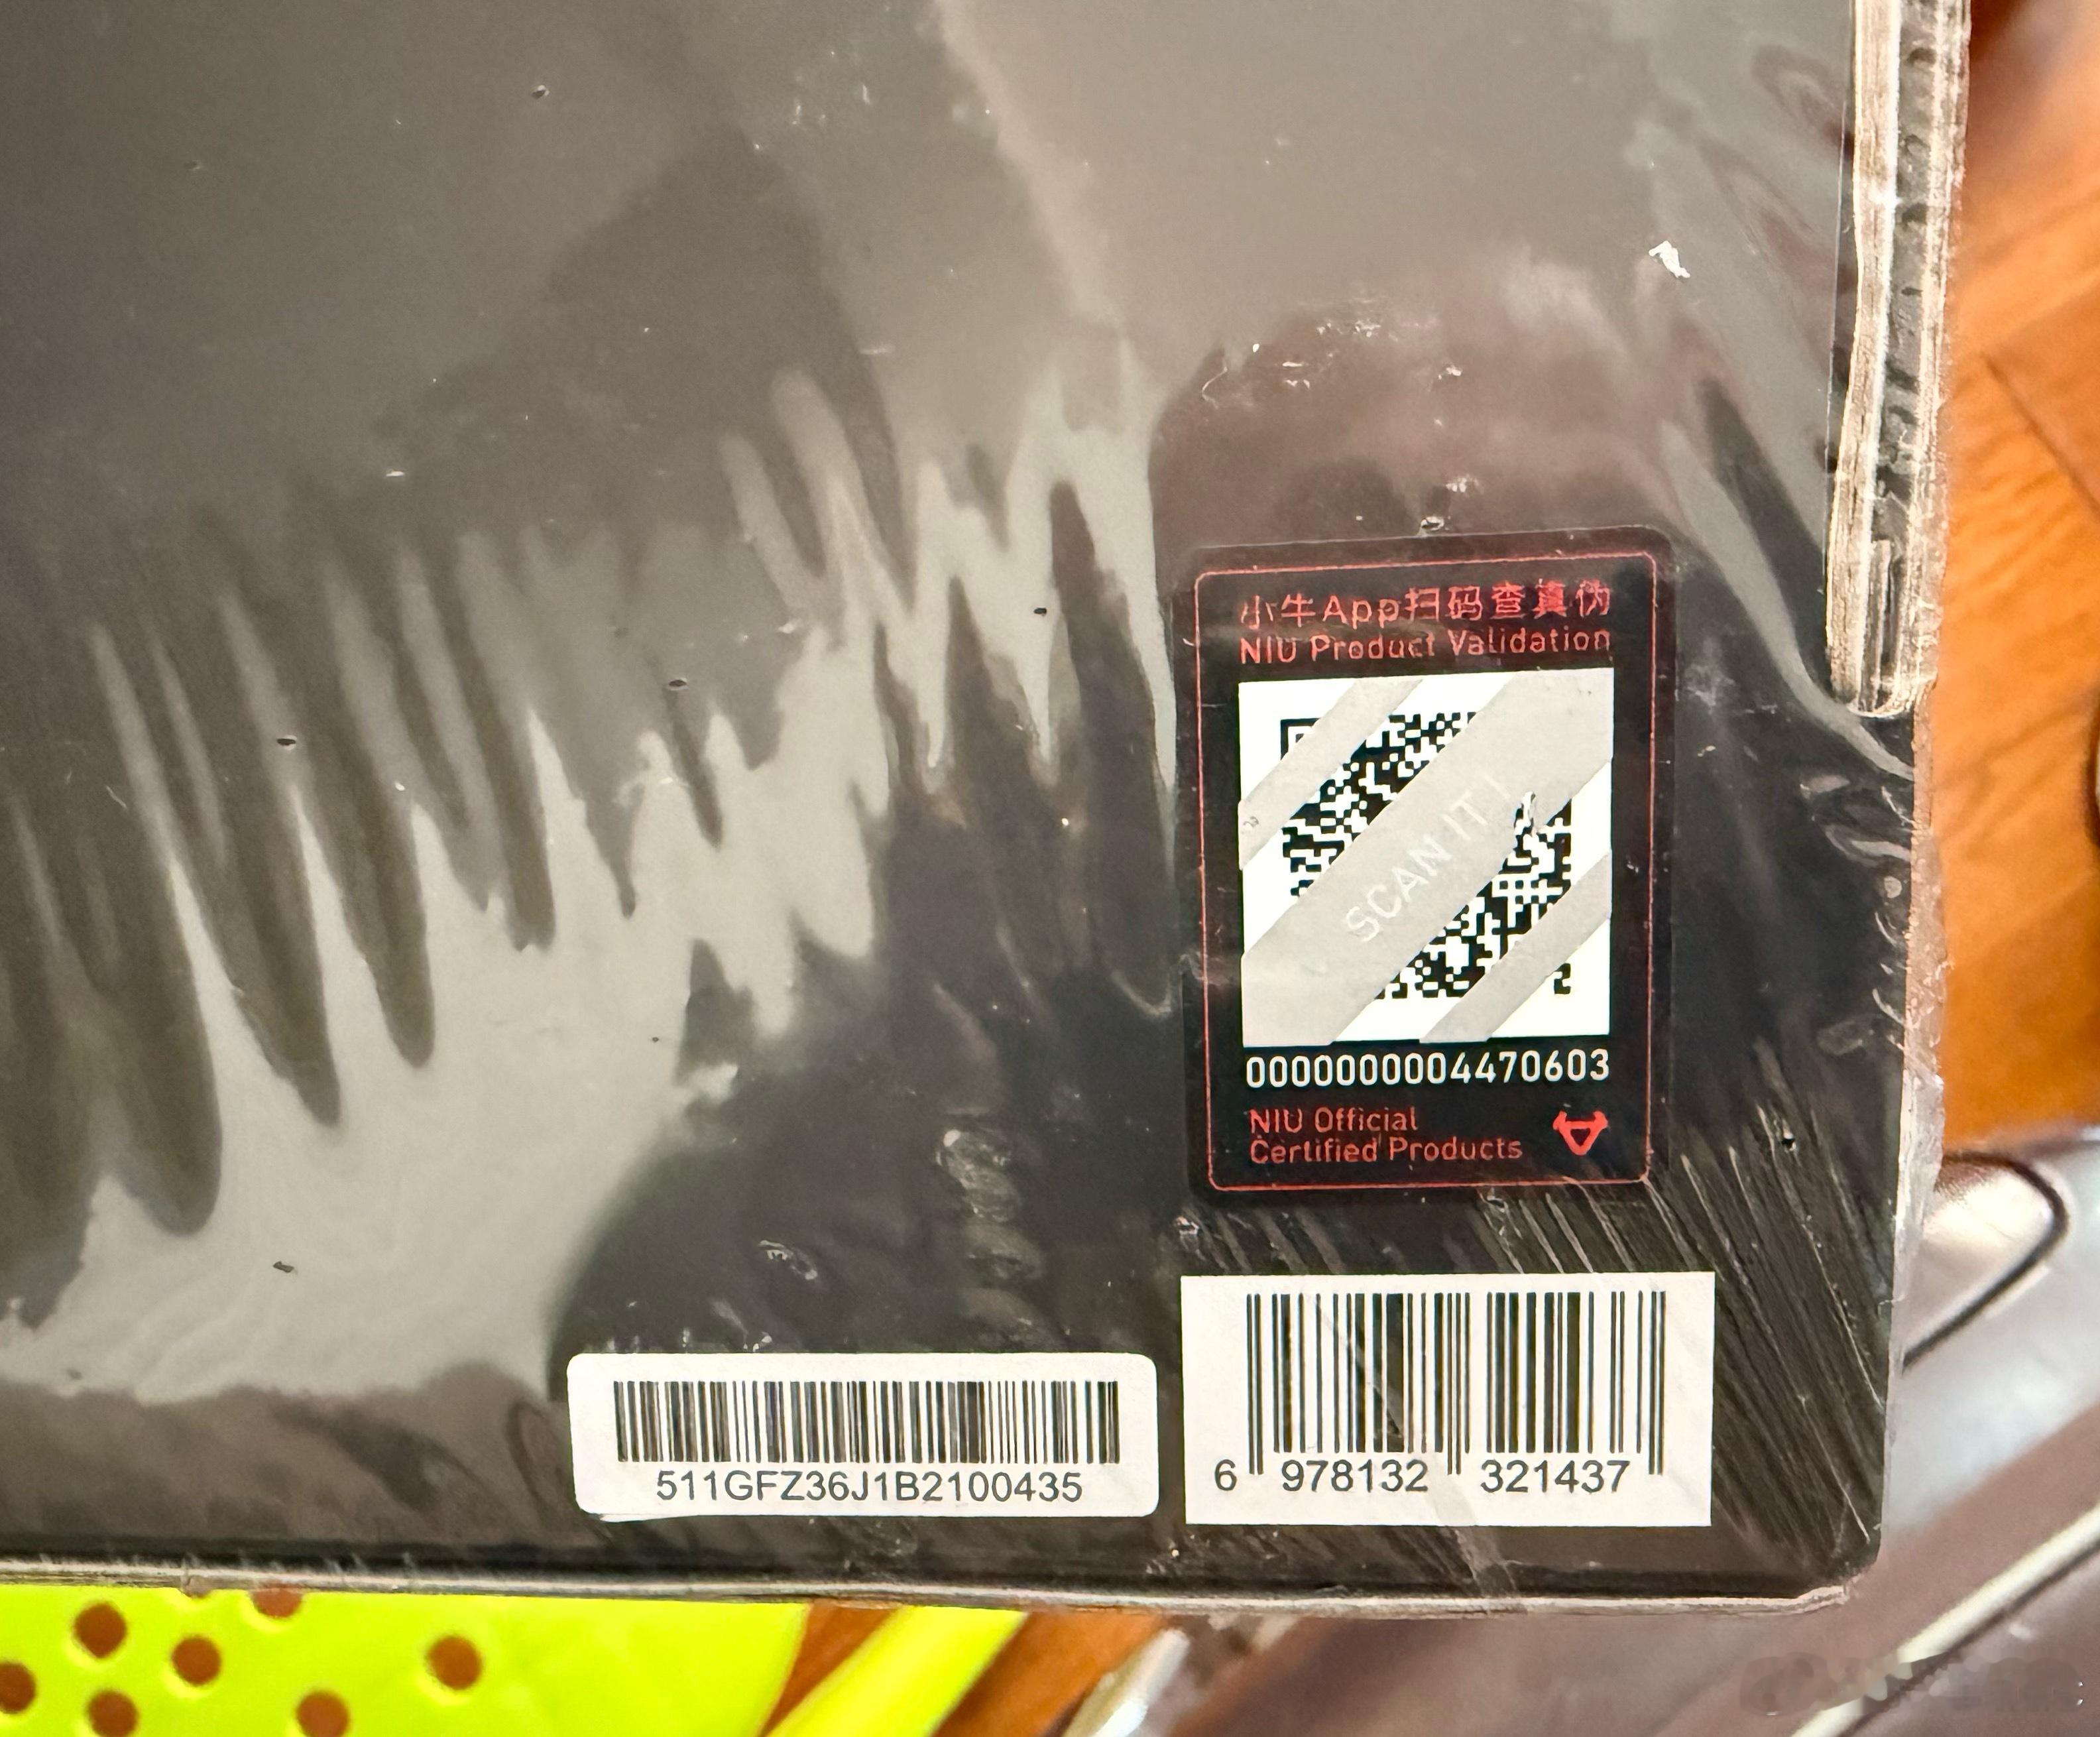 小牛App扫码查真伪
NIU Product Validation
SCAN IT !
0000000004470603
NIU Official
Certified Products
511GFZ36J1B2100435
6 978132 321437